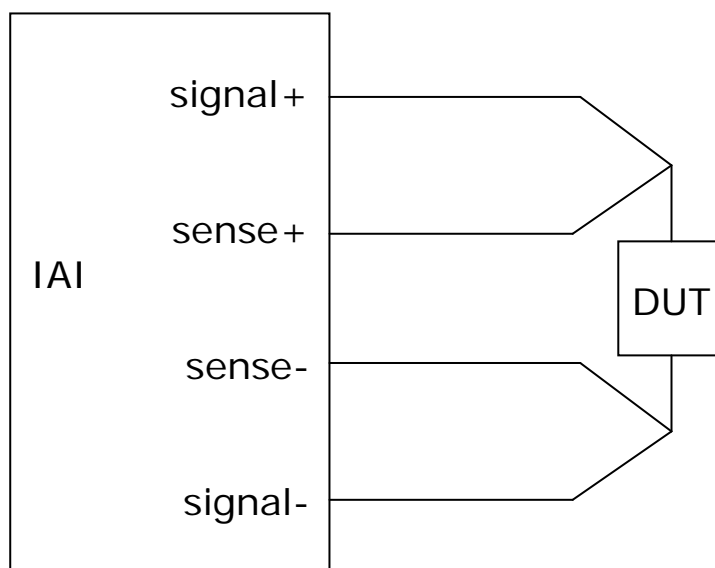 signal+
sense+
IAI
DUT
sense-
signal-